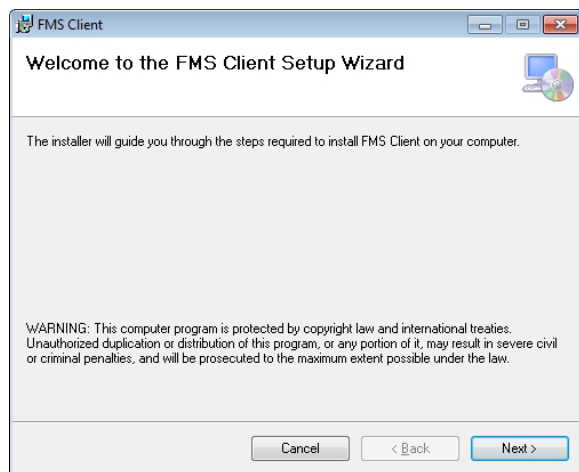 FMS Client
Welcome to the FMS Client Setup Wizard
The installer will guide you through the steps required to install FMS Client on your computer.
WARNING: This computer program is protected by copyright law and international treaties.
Unauthorized duplication or distribution of this program, or any portion of it, may result in severe civil
or criminal penalties, and will be prosecuted to the maximum extent possible under the law.
Cancel
< Back
Next >